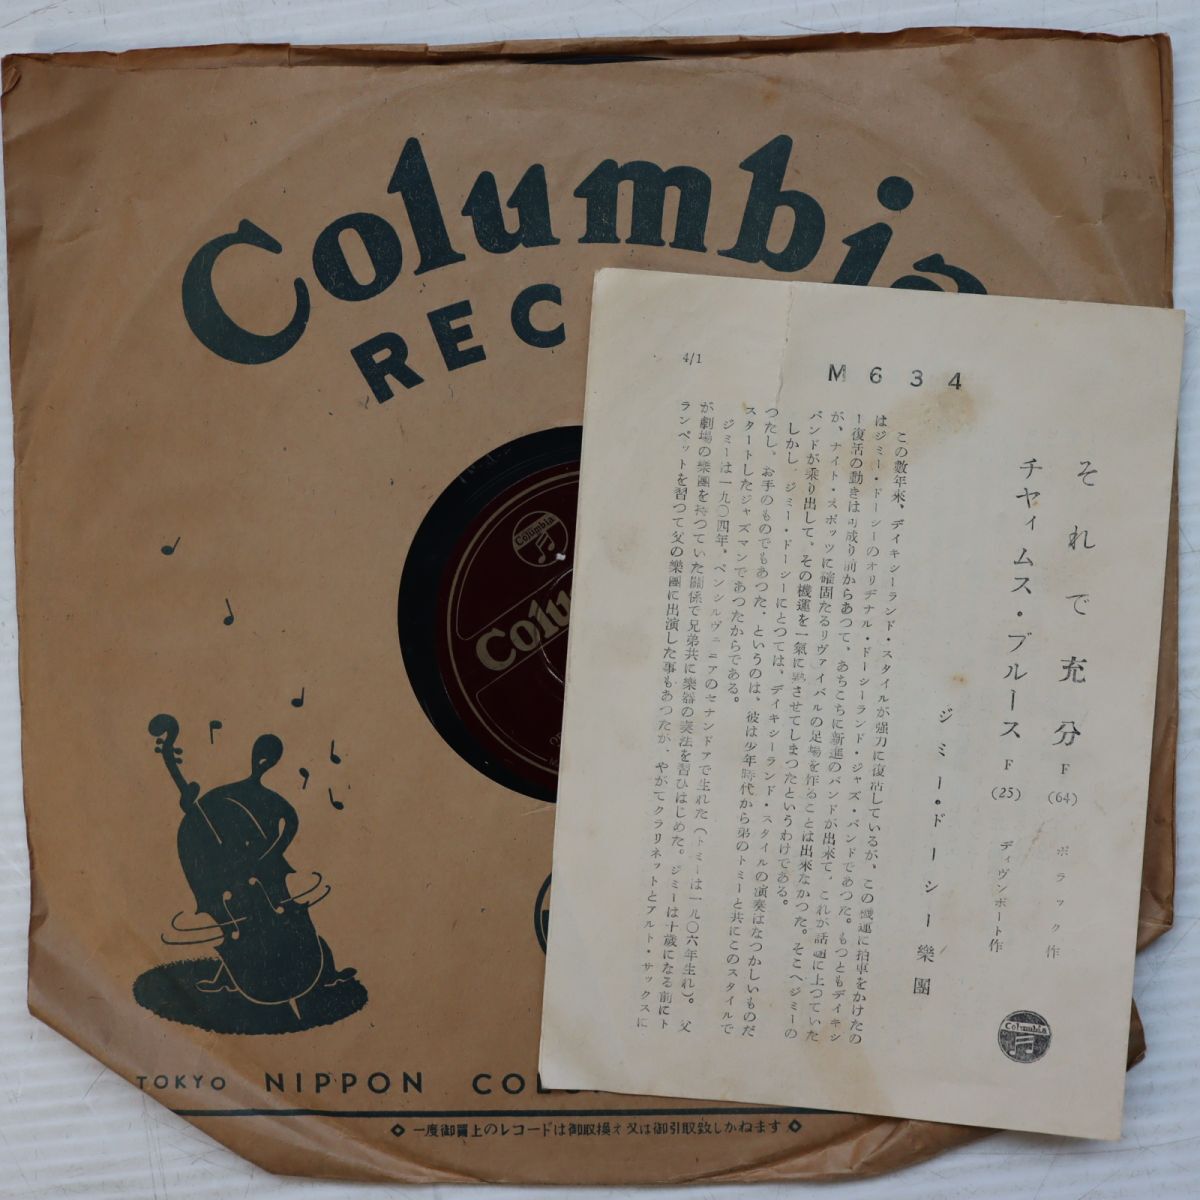 Columbia
REC
Columbia
Colu
TOKYO NIPPON COLU
◇ 一度御買上のレコードは御取換え又は御引取致しかねます ◇
4/1
M634
それで充分 F (64) ポラック作
チャイムス・ブルース F (25) ディヴンポート作
ジミー・ドーシー樂團
この数年来、デイキシーランド・スタイルが強力に復活しているが、この機運に拍車をかけたの
はジミー・ドーシーのオリヂナル・ドーシーランド・ジャズ・バンドであつた。もつともデイキシ
ー復活の動きは可成り前からあつて、あちこちに新進のバンドが出来て、これが話題に上つていた
が、ナイト・スポッツに確固たるリヴァイバルの足場を作ることは出来なかつた。そこへジミーの
バンドが乗り出して、その機運を一氣に熟させてしまつたというわけである。
しかし、ジミー・ドーシーにとつては、デイキシーランド・スタイルの演奏はなつかしいものだ
つたし、お手のものでもあつた、というのは、彼は少年時代から弟のトミーと共にこのスタイルで
スタートしたジャズマンであつたからである。
ジミーは一九〇四年、ペンシルヴェニアのセナンドアで生れた(トミーは一九〇六年生れ)。父
が劇場の樂團を持つていた關係で兄弟共に樂器の奏法を習ひはじめた。ジミーは十歳になる前にト
ランペットを習つて父の樂團に出演した事もあつたが、やがてクラリネットとアルト・サックスに
Columbia